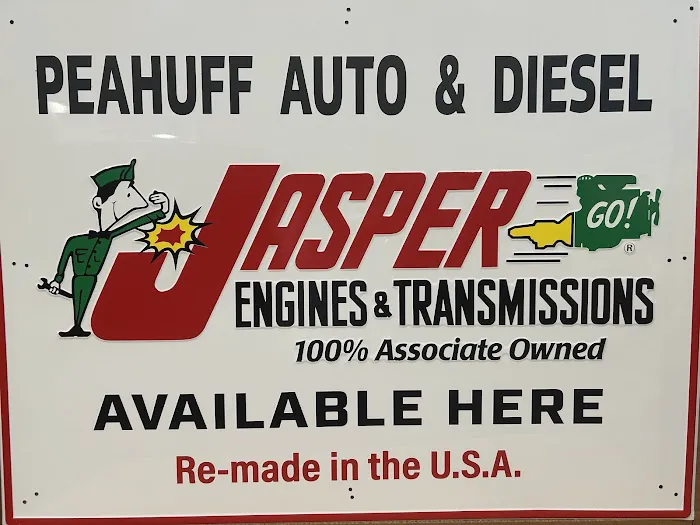 PEAHUFF AUTO & DIESEL
JASPER
GO!
®
ENGINES & TRANSMISSIONS
100% Associate Owned
AVAILABLE HERE
Re-made in the U.S.A.